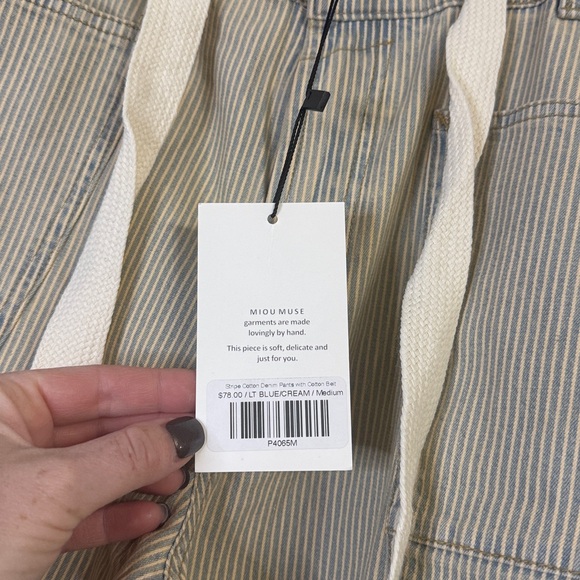 MIOU MUSE
garments are made
lovingly by hand.
This piece is soft, delicate and
just for you.
Stripe Cotton Denim Pants with Cotton Belt
$78.00 / LT BLUE/CREAM / Medium
P4065M